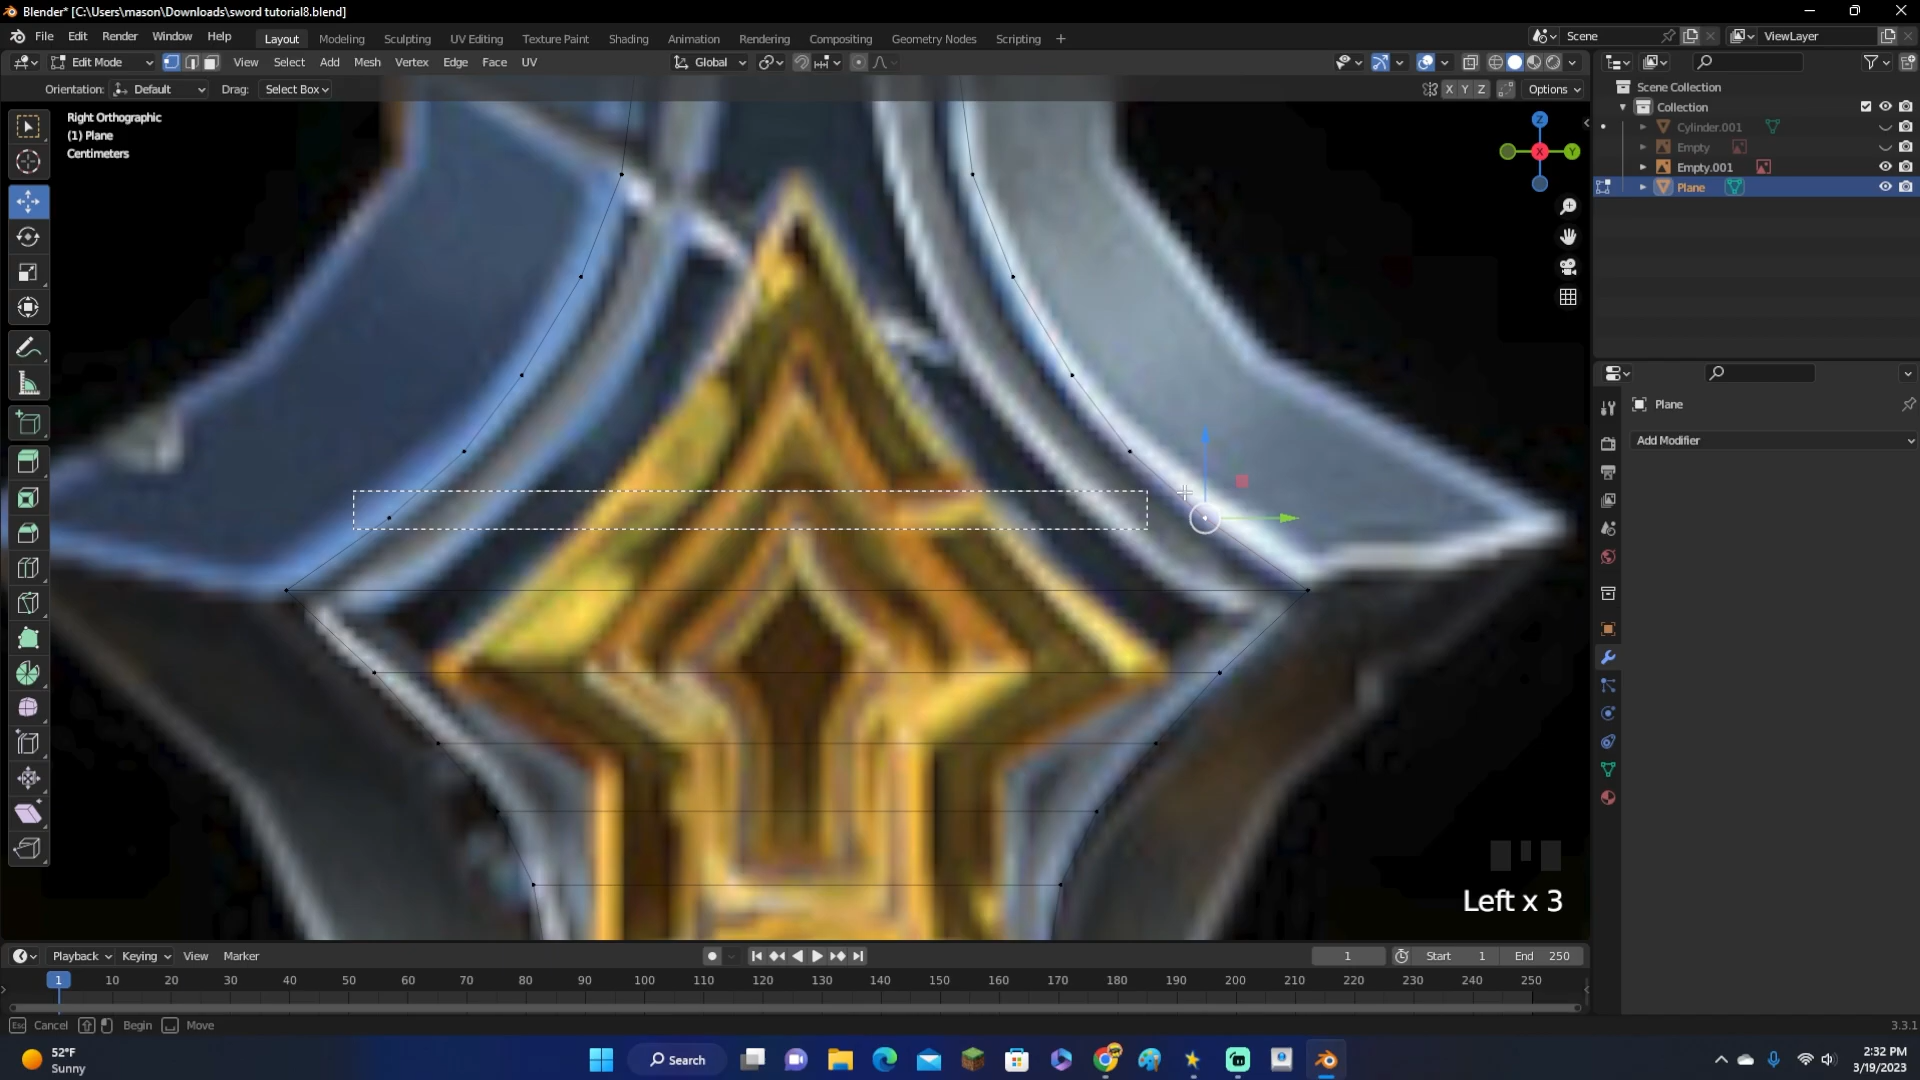 Blender* [C:\Users\mason\Downloads\sword tutorial8.blend]
File Edit Render Window Help Layout Modeling Sculpting UV Editing Texture Paint Shading Animation Rendering Compositing Geometry Nodes Scripting + Scene ViewLayer
Edit Mode View Select Add Mesh Vertex Edge Face UV Global
Orientation: Default Drag: Select Box X Y Z Options
Scene Collection
Collection
Cylinder.001
Empty
Empty.001
Plane
Right Orthographic
(1) Plane
Centimeters
Z
X
Y
Plane
Add Modifier
Left x 3
Playback Keying View Marker 1 Start 1 End 250
1 10 20 30 40 50 60 70 80 90 100 110 120 130 140 150 160 170 180 190 200 210 220 230 240 250
Esc Cancel Begin Move 3.3.1
52°F
Sunny
Search
2:32 PM
3/19/2023